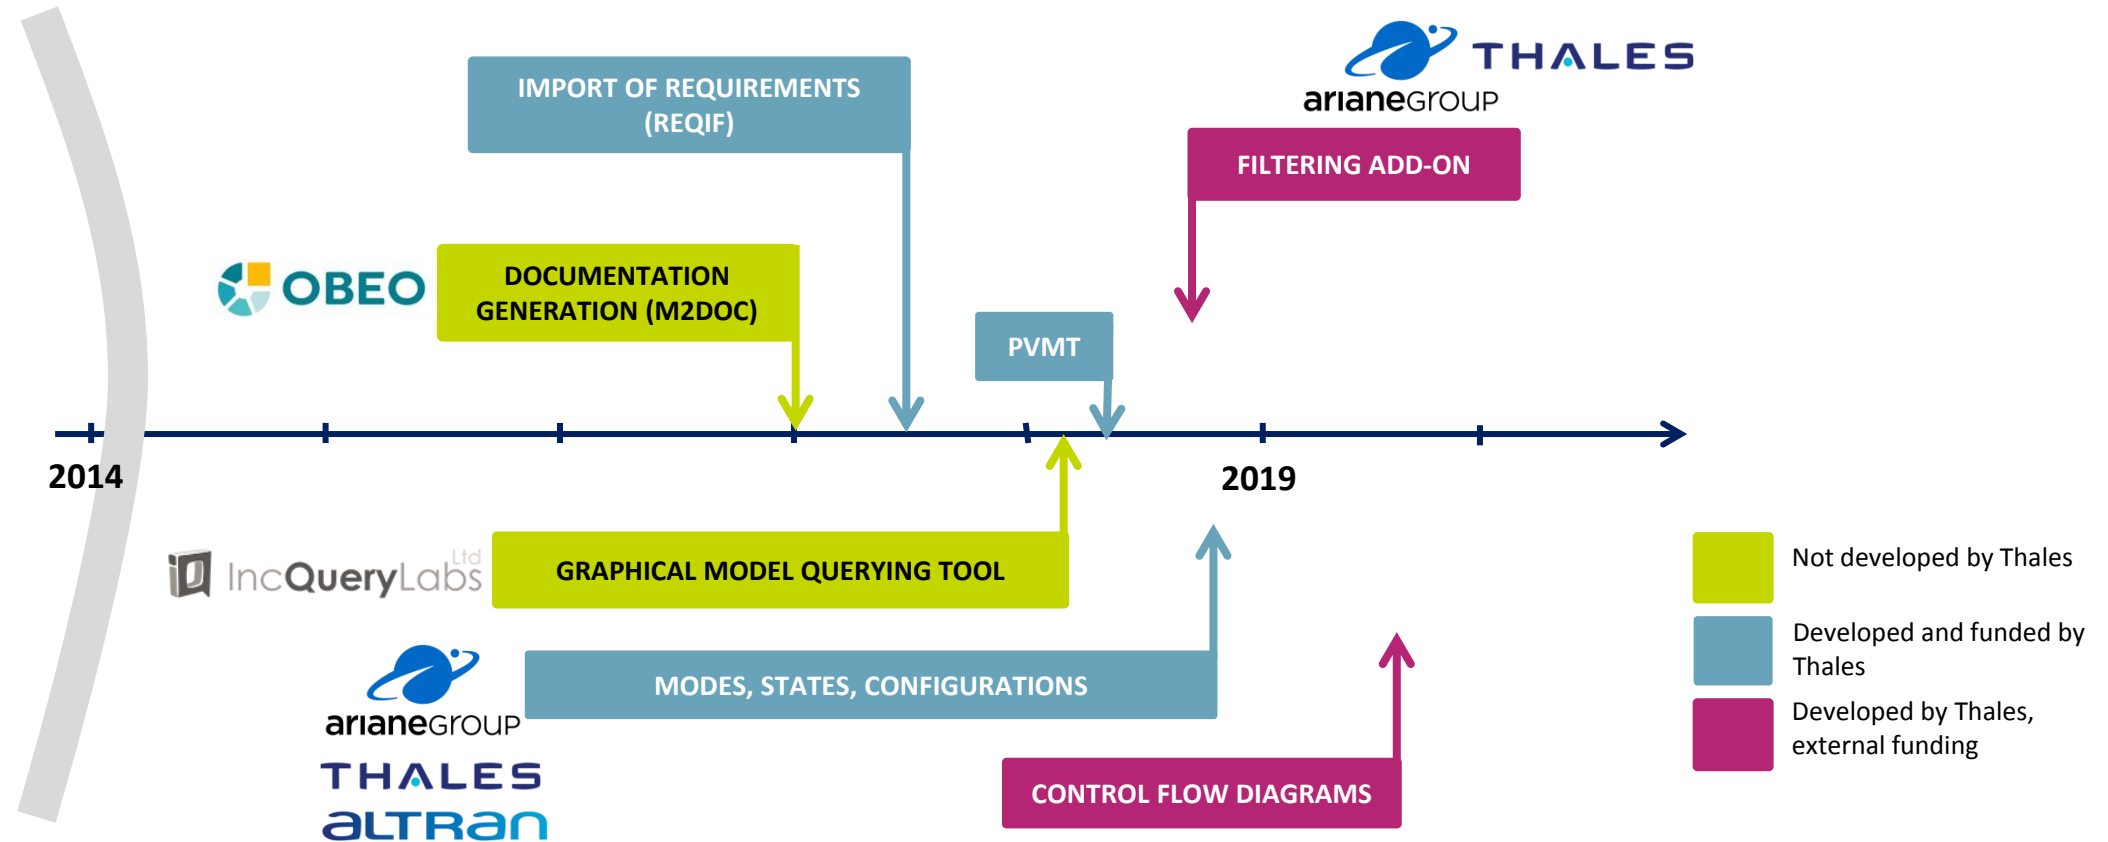 THALES
arianeGROUP
IMPORT OF REQUIREMENTS
(REQIF)
FILTERING ADD-ON
OBEO
DOCUMENTATION
GENERATION (M2DOC)
PVMT
2014
2019
IncQueryLabs Ltd
GRAPHICAL MODEL QUERYING TOOL
arianeGROUP
THALES
ALTRAN
MODES, STATES, CONFIGURATIONS
CONTROL FLOW DIAGRAMS
Not developed by Thales
Developed and funded by
Thales
Developed by Thales,
external funding